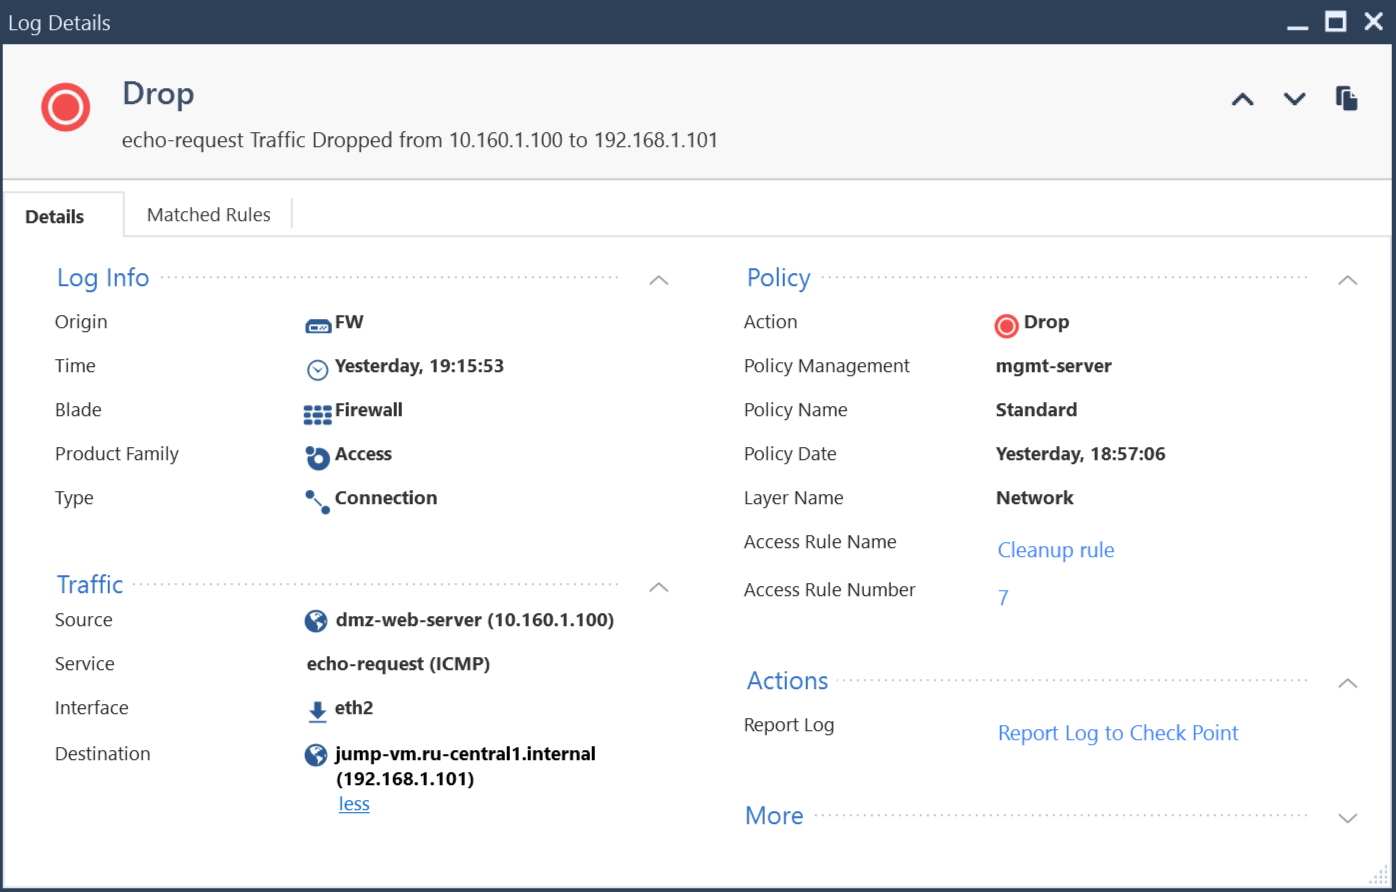 Log Details
Drop
echo-request Traffic Dropped from 10.160.1.100 to 192.168.1.101
Details
Matched Rules
Log Info
Origin FW
Time Yesterday, 19:15:53
Blade Firewall
Product Family Access
Type Connection
Traffic
Source dmz-web-server (10.160.1.100)
Service echo-request (ICMP)
Interface eth2
Destination jump-vm.ru-central1.internal
(192.168.1.101)
less
Policy
Action Drop
Policy Management mgmt-server
Policy Name Standard
Policy Date Yesterday, 18:57:06
Layer Name Network
Access Rule Name Cleanup rule
Access Rule Number 7
Actions
Report Log Report Log to Check Point
More